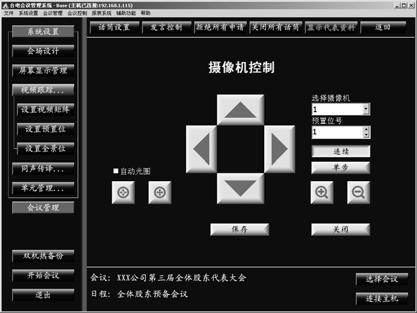 台电会议管理系统 - Base (主机已连接:192.168.1.115)
文件 系统设置 会议管理 会议控制 报表系统 辅助功能 帮助
系统设置
会场设计
屏幕显示管理
视频跟踪...
设置视频矩阵
设置预置位
设置全景位
同声传译...
单元管理...
会议管理
双机热备份
开始会议
退出
话筒设置 发言控制 拒绝所有申请 关闭所有话筒 显示代表资料 返回
摄像机控制
选择摄像机
1
预置位号
1
连续
单步
自动光圈
保存 关闭
会议: XXX公司第三届全体股东代表大会
日程: 全体股东预备会议
选择会议
连接主机